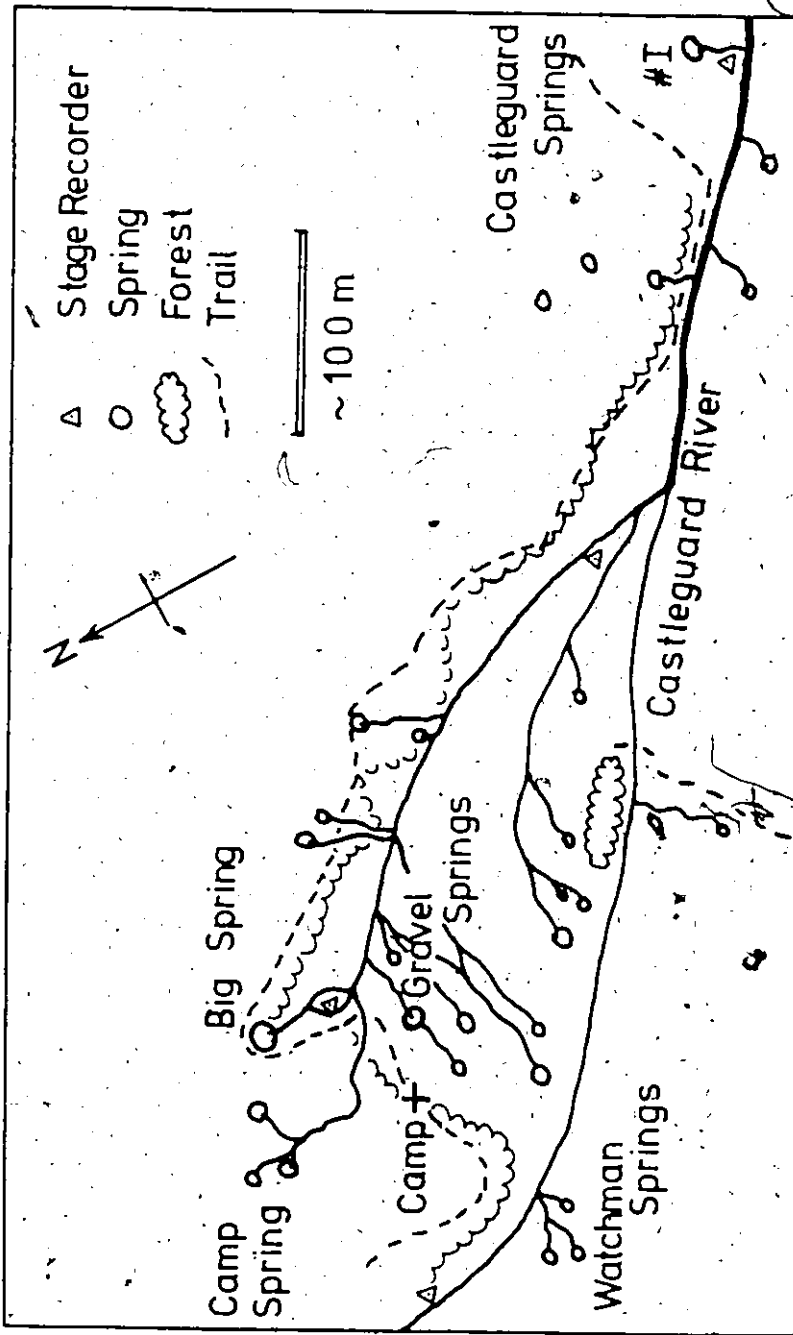 Stage Recorder
Spring
Forest
Trail
~ 100 m
N
Castleguard
Springs
#I
Big Spring
Camp
Spring
Gravel
Springs
Camp
Castleguard River
Watchman
Springs